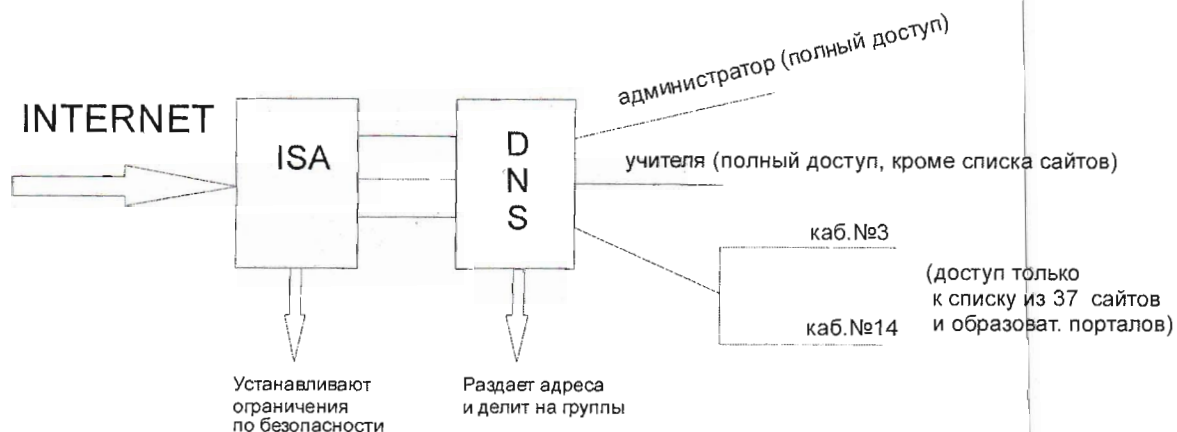 администратор (полный доступ)
INTERNET
ISA
D
N
S
учителя (полный доступ, кроме списка сайтов)
каб.№3
(доступ только
к списку из 37 сайтов
и образоват. порталов)
каб.№14
Устанавливают
ограничения
по безопасности
Раздает адреса
и делит на группы